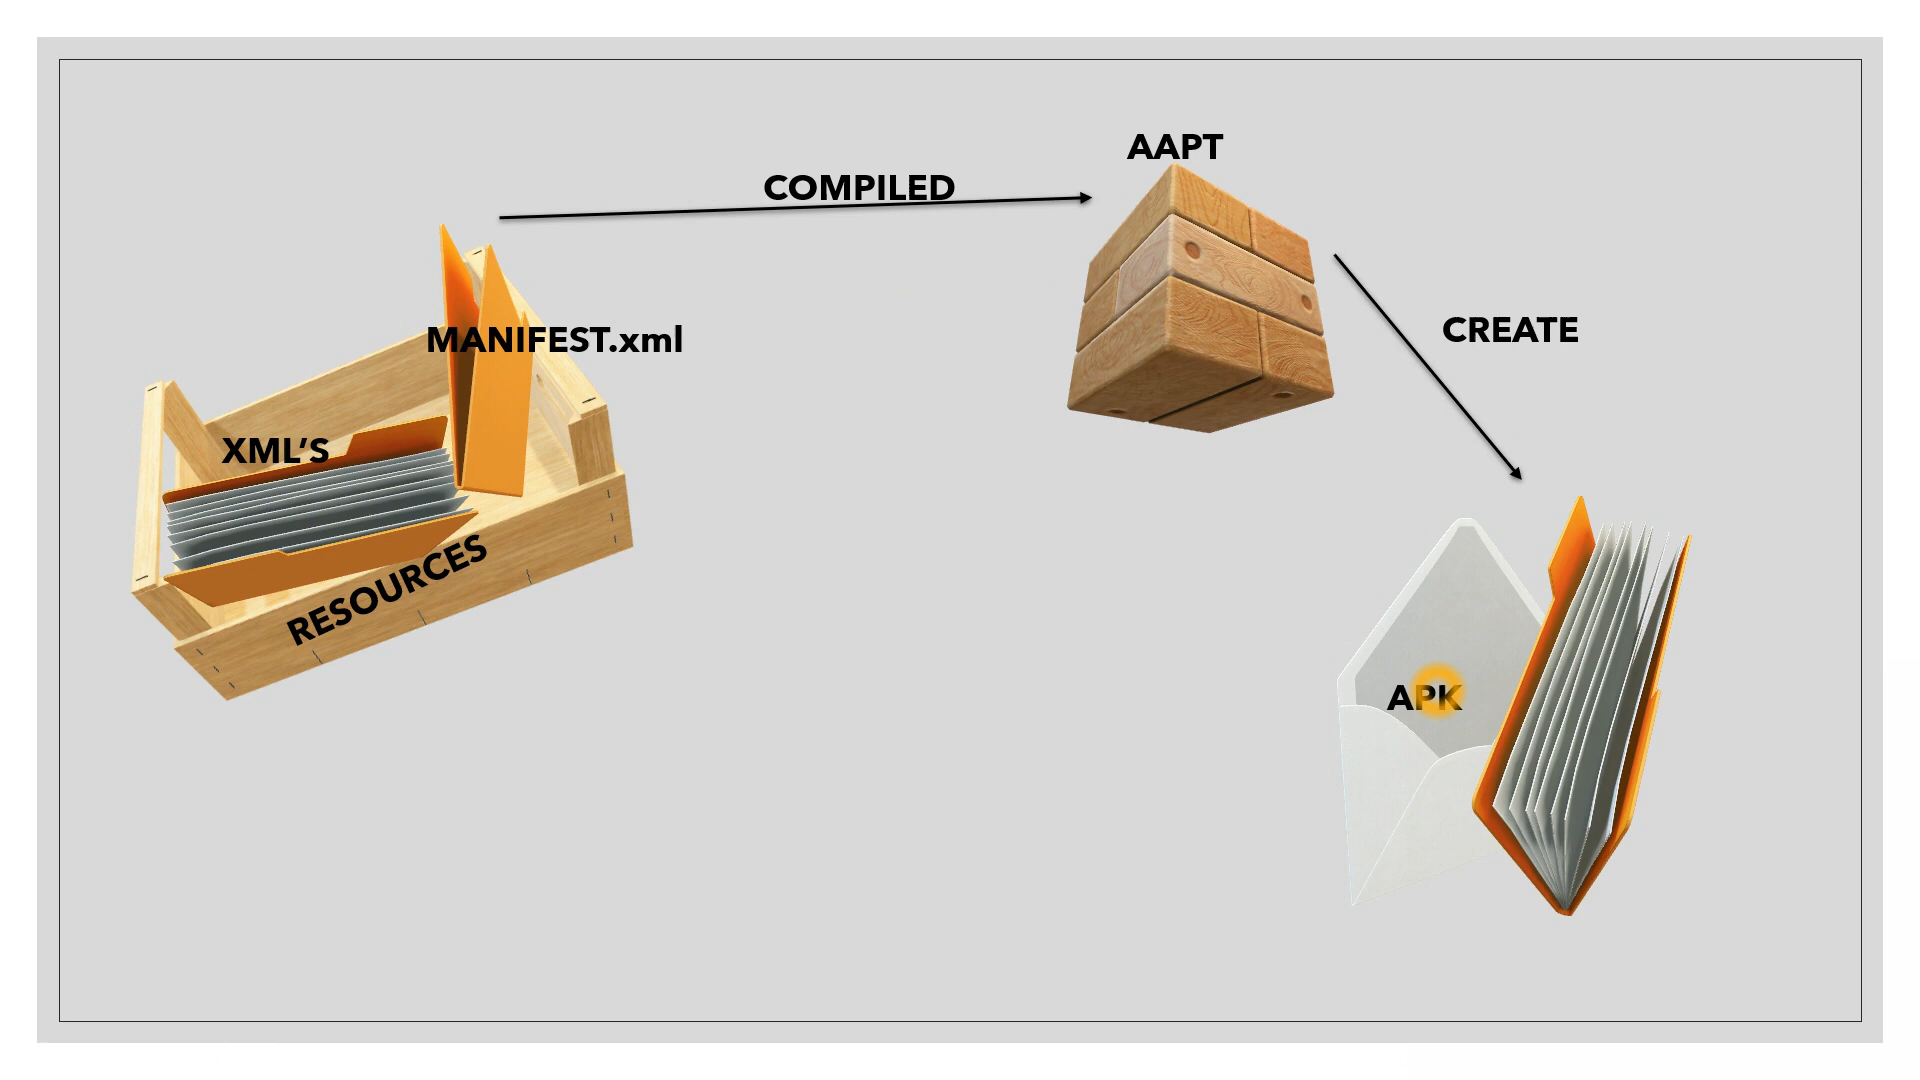 AAPT
COMPILED
CREATE
MANIFEST.xml
XML’S
RESOURCES
APK